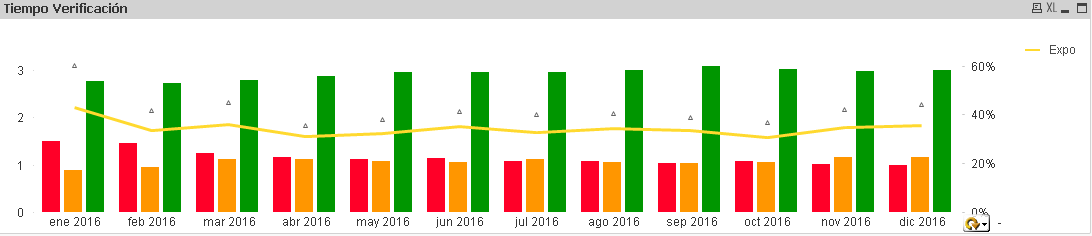 Tiempo Verificación XL
Expo
3 60%
2 40%
1 20%
0 0%
ene 2016 feb 2016 mar 2016 abr 2016 may 2016 jun 2016 jul 2016 ago 2016 sep 2016 oct 2016 nov 2016 dic 2016 -